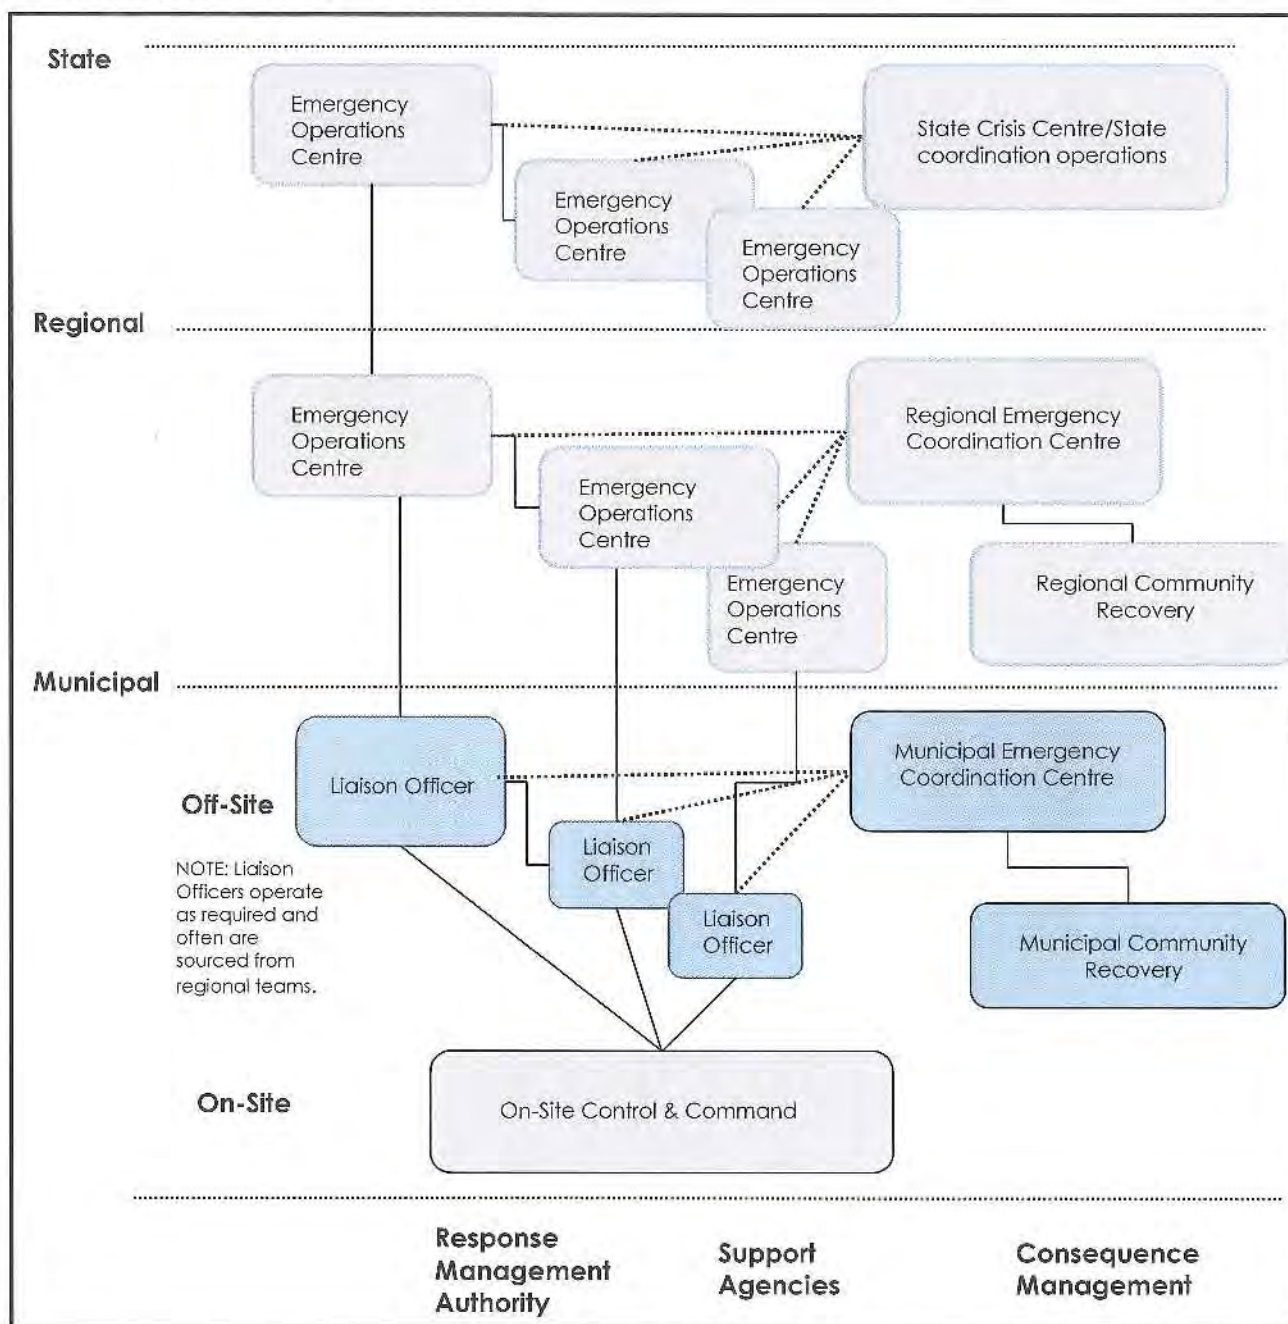 State
Emergency
Operations
Centre
State Crisis Centre/State
coordination operations
Emergency
Operations
Centre
Emergency
Operations
Centre
Regional
Emergency
Operations
Centre
Regional Emergency
Coordination Centre
Emergency
Operations
Centre
Emergency
Operations
Centre
Regional Community
Recovery
Municipal
Off-Site
NOTE: Liaison
Officers operate
as required and
often are
sourced from
regional teams.
Liaison Officer
Municipal Emergency
Coordination Centre
Liaison
Officer
Liaison
Officer
Municipal Community
Recovery
On-Site
On-Site Control & Command
Response
Management
Authority
Support
Agencies
Consequence
Management